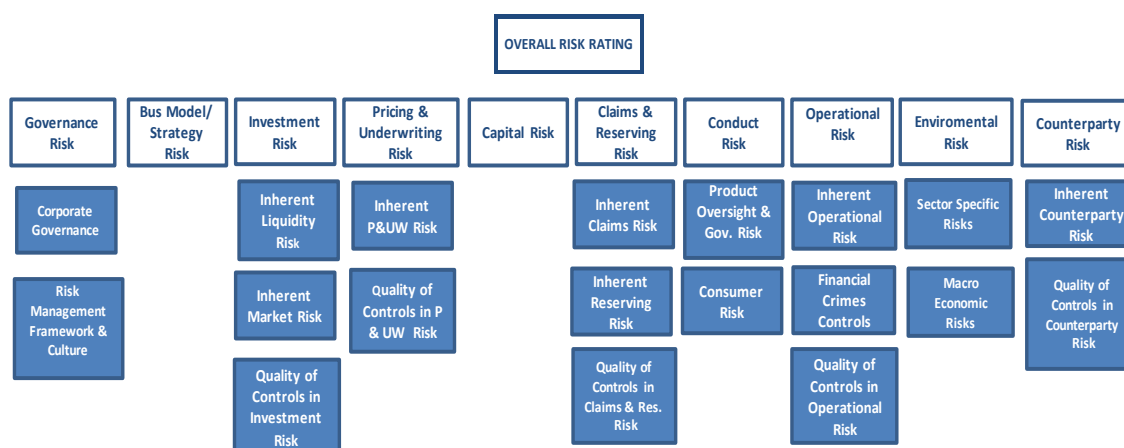 OVERALL RISK RATING
Governance
Risk
Bus Model/
Strategy
Risk
Investment
Risk
Pricing &
Underwriting
Risk
Capital Risk
Claims &
Reserving
Risk
Conduct
Risk
Operational
Risk
Enviromental
Risk
Counterparty
Risk
Corporate
Governance
Inherent
Liquidity
Risk
Inherent
P&UW Risk
Inherent
Claims Risk
Product
Oversight &
Gov. Risk
Inherent
Operational
Risk
Sector Specific
Risks
Inherent
Counterparty
Risk
Risk
Management
Framework &
Culture
Inherent
Market Risk
Quality of
Controls in P
& UW Risk
Inherent
Reserving
Risk
Consumer
Risk
Financial
Crimes
Controls
Macro
Economic
Risks
Quality of
Controls in
Counterparty
Risk
Quality of
Controls in
Investment
Risk
Quality of
Controls in
Claims & Res.
Risk
Quality of
Controls in
Operational
Risk